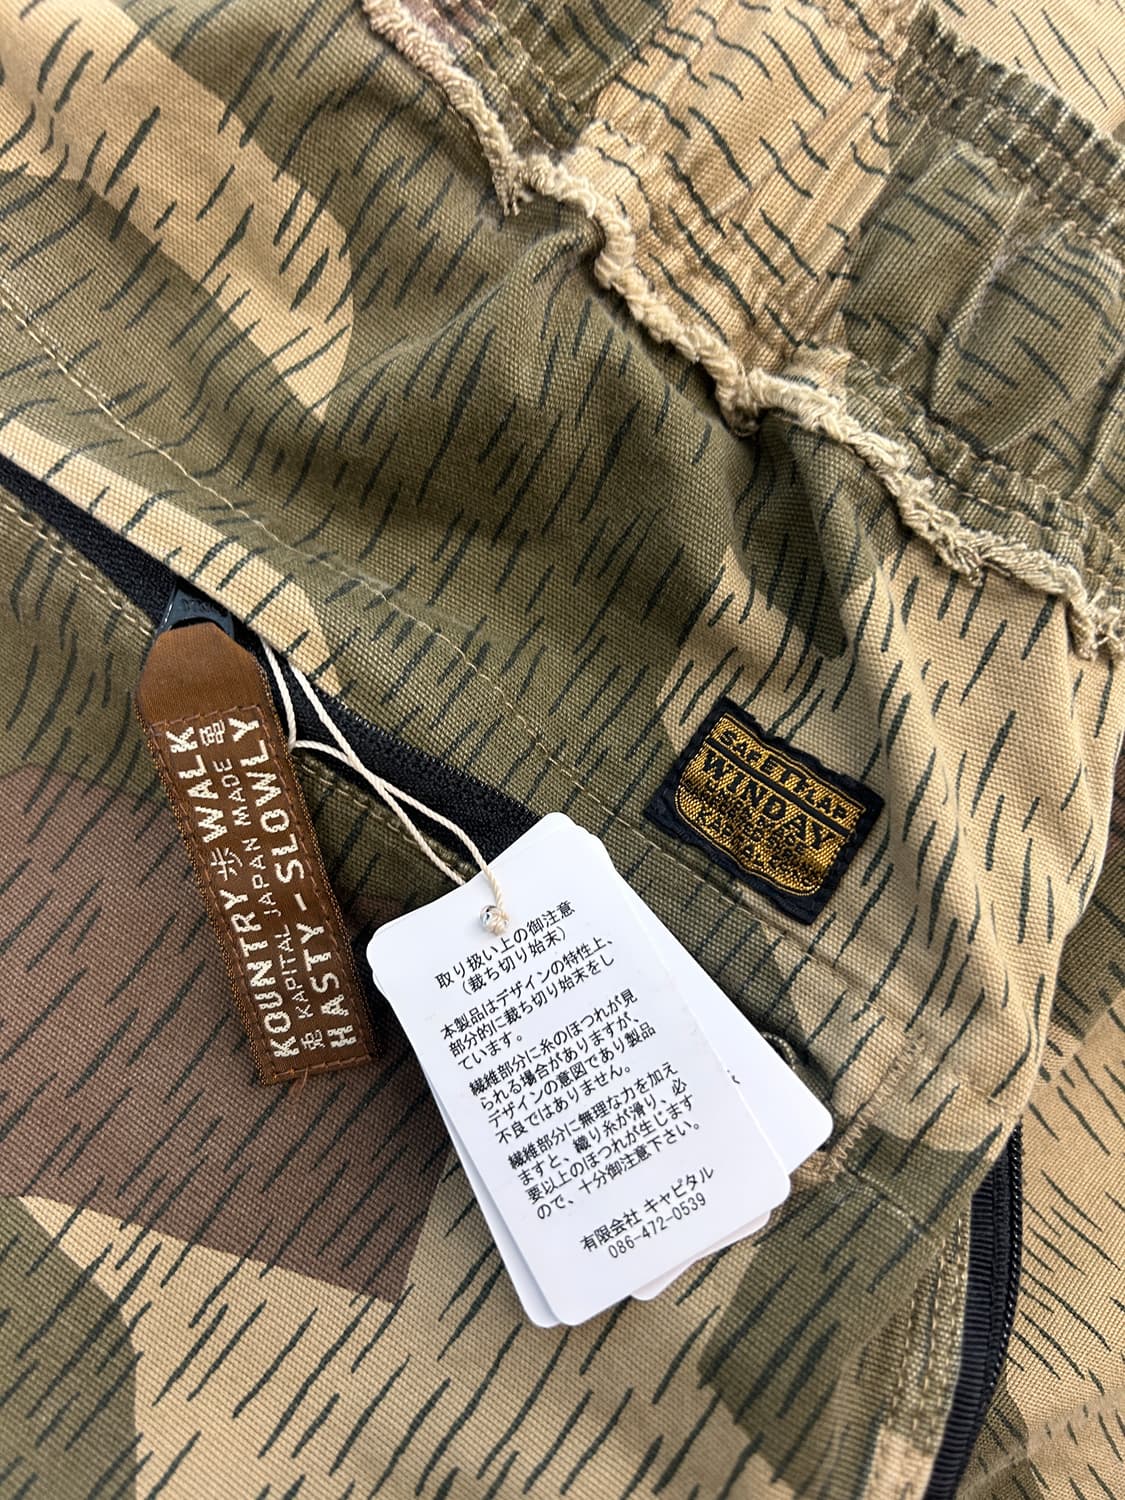 KOUNTRY 歩 WALK
兎 KAPITAL JAPAN MADE 亀
HASTY-SLOWLY
WINDAY
取り扱い上の御注意
(裁ち切り始末)
本製品はデザインの特性上、
部分的に裁ち切り始末をし
ています。
繊維部分に糸のほつれが見
られる場合がありますが、
デザインの意図であり製品
不良ではありません。
繊維部分に無理な力を加え
ますと、織り糸が滑り、必
要以上のほつれが生じます
ので、十分御注意下さい。
有限会社 キャピタル
086-472-0539